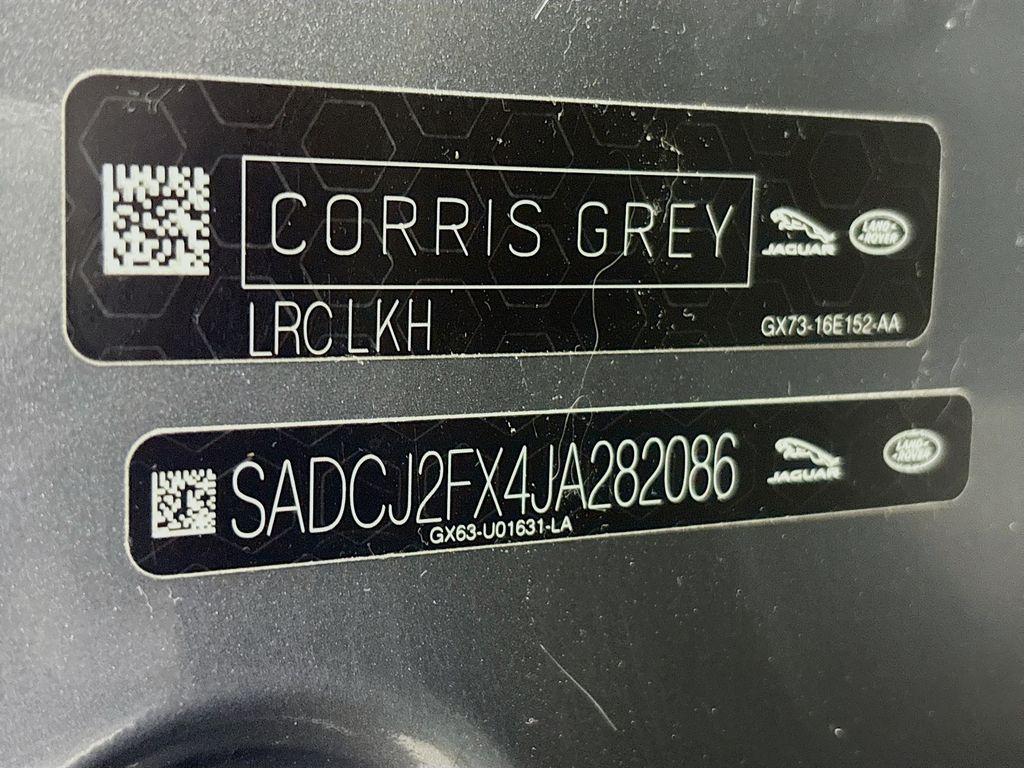 CORRIS GREY
JAGUAR
LAND-
-ROVER
LRC LKH
GX73-16E152-AA
SADCJ2FX4JA282086
GX63-U01631-LA
JAGUAR
LAND-
-ROVER